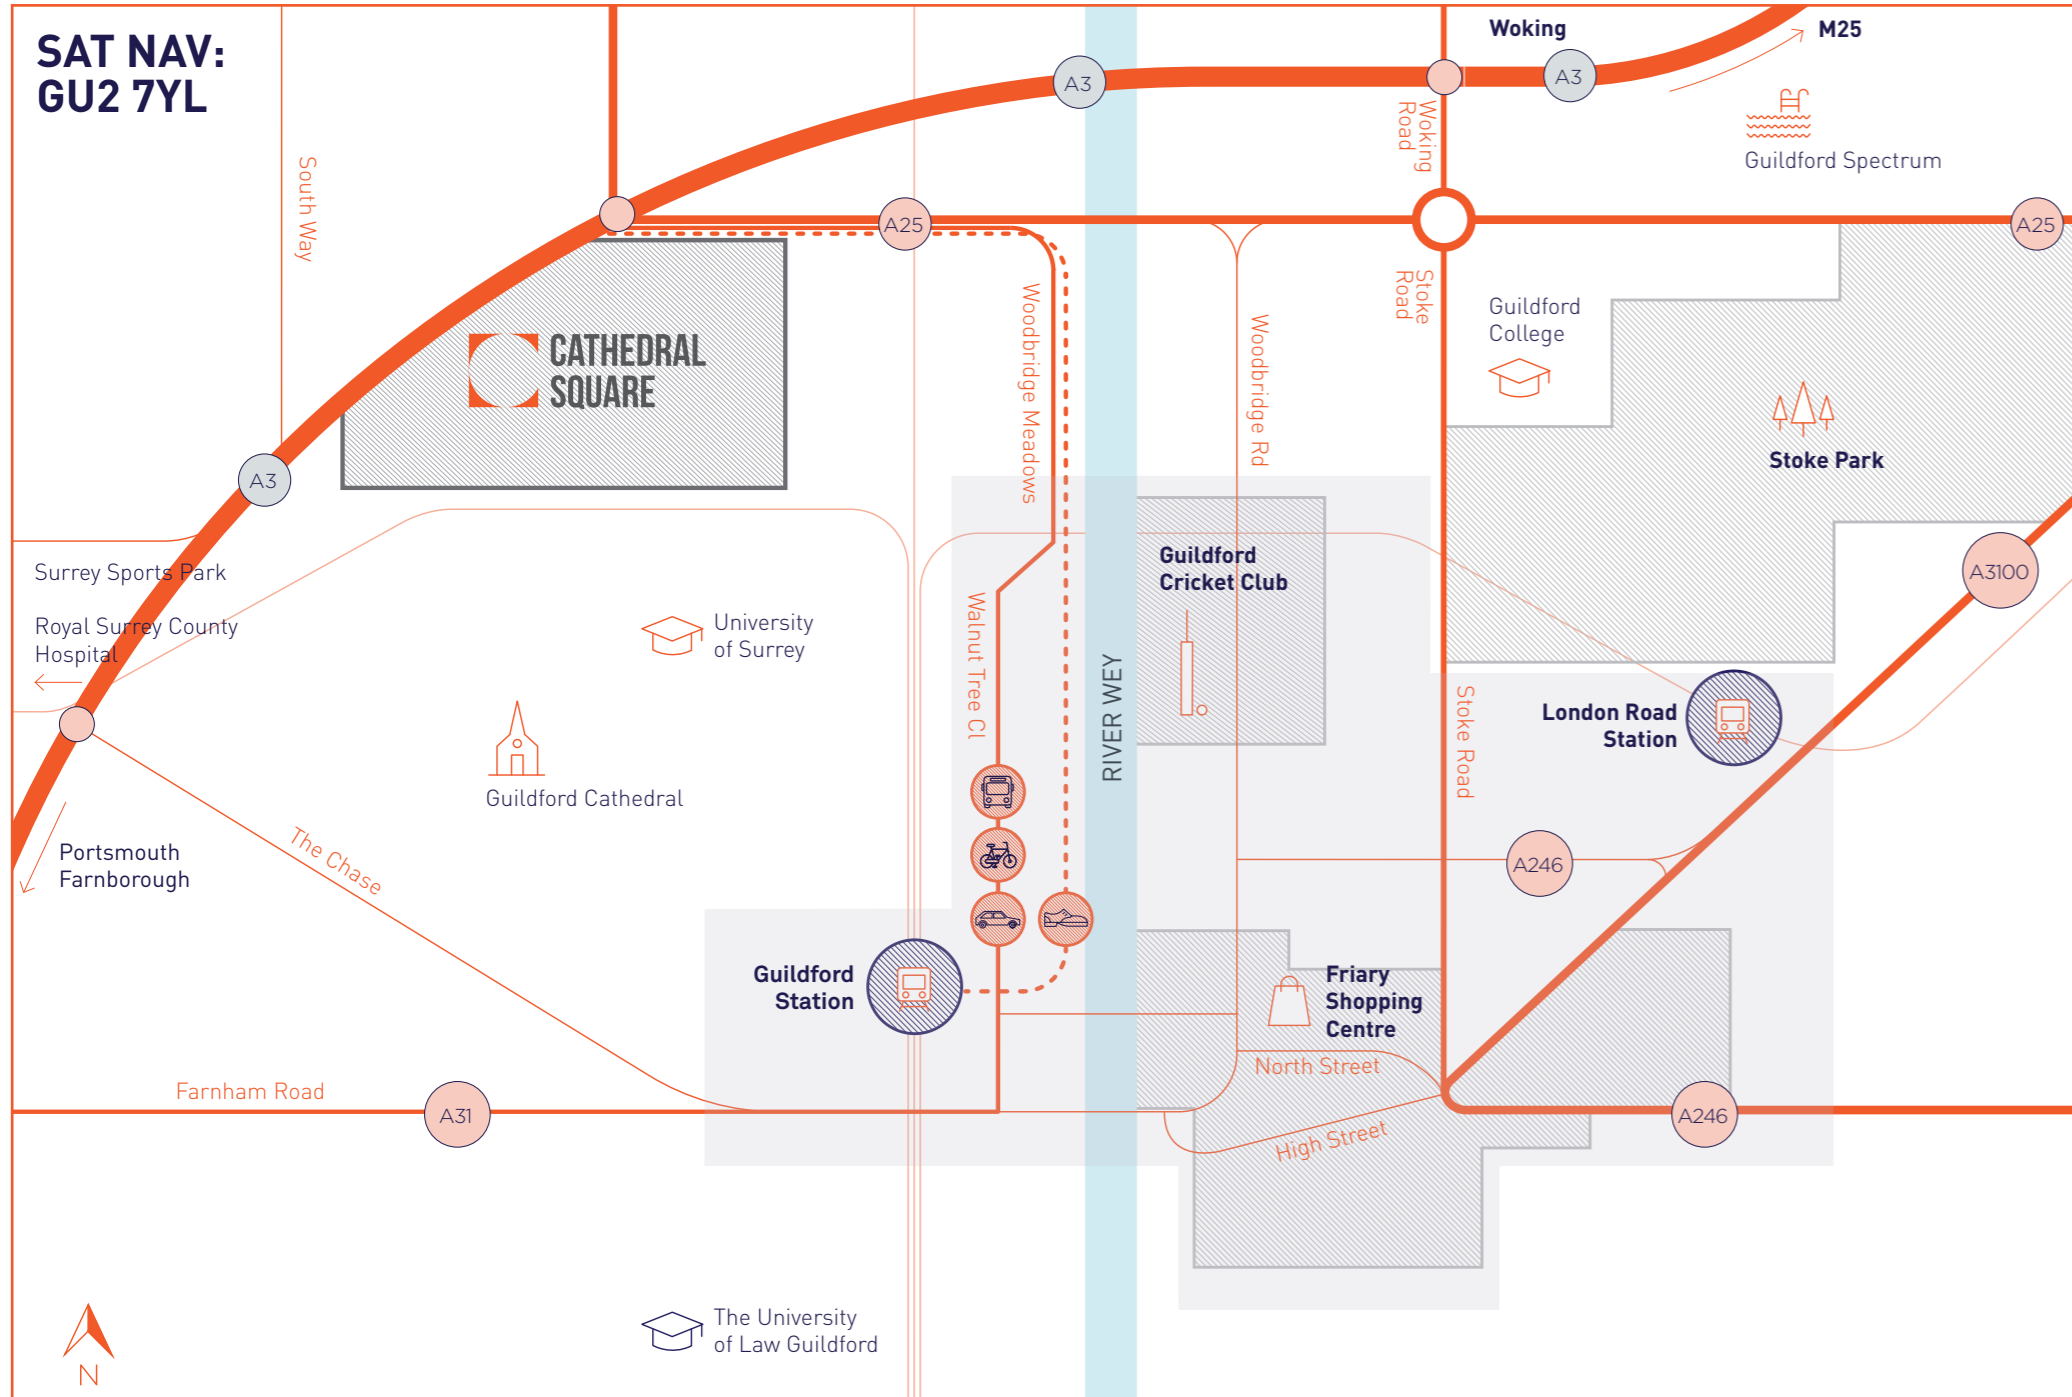 SAT NAV:
GU2 7YL
Woking
M25
A3
A3
Woking
Road
Guildford Spectrum
South Way
A25
A25
Stoke
Road
Woodbridge Meadows
Woodbridge Rd
Guildford
College
CATHEDRAL
SQUARE
Stoke Park
A3
Surrey Sports Park
Royal Surrey County
Hospital
Guildford
Cricket Club
A3100
University
of Surrey
Walnut Tree Cl
RIVER WEY
Stoke Road
London Road
Station
Guildford Cathedral
Portsmouth
Farnborough
The Chase
A246
Guildford
Station
Friary
Shopping
Centre
North Street
Farnham Road
A31
High Street
A246
The University
of Law Guildford
N